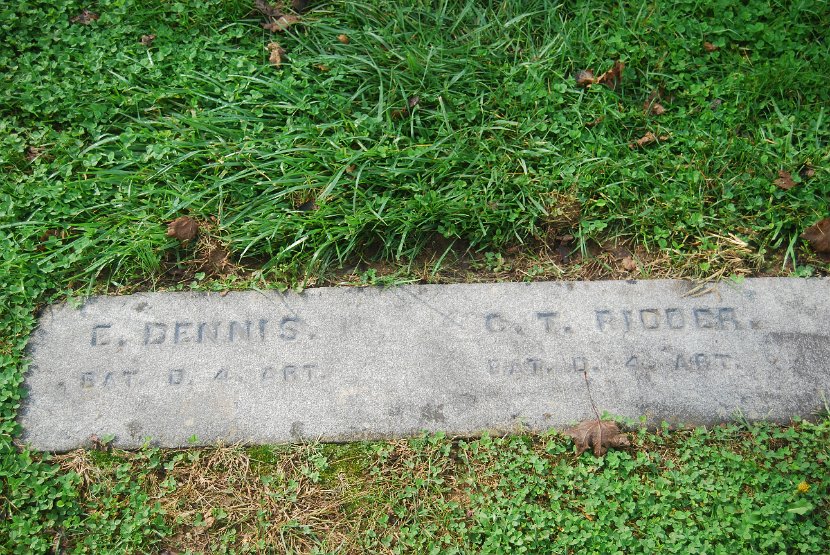 E. DENNIS.
BAT. D. 4. ART.
C. T. RIDDER.
BAT. D. 4. ART.